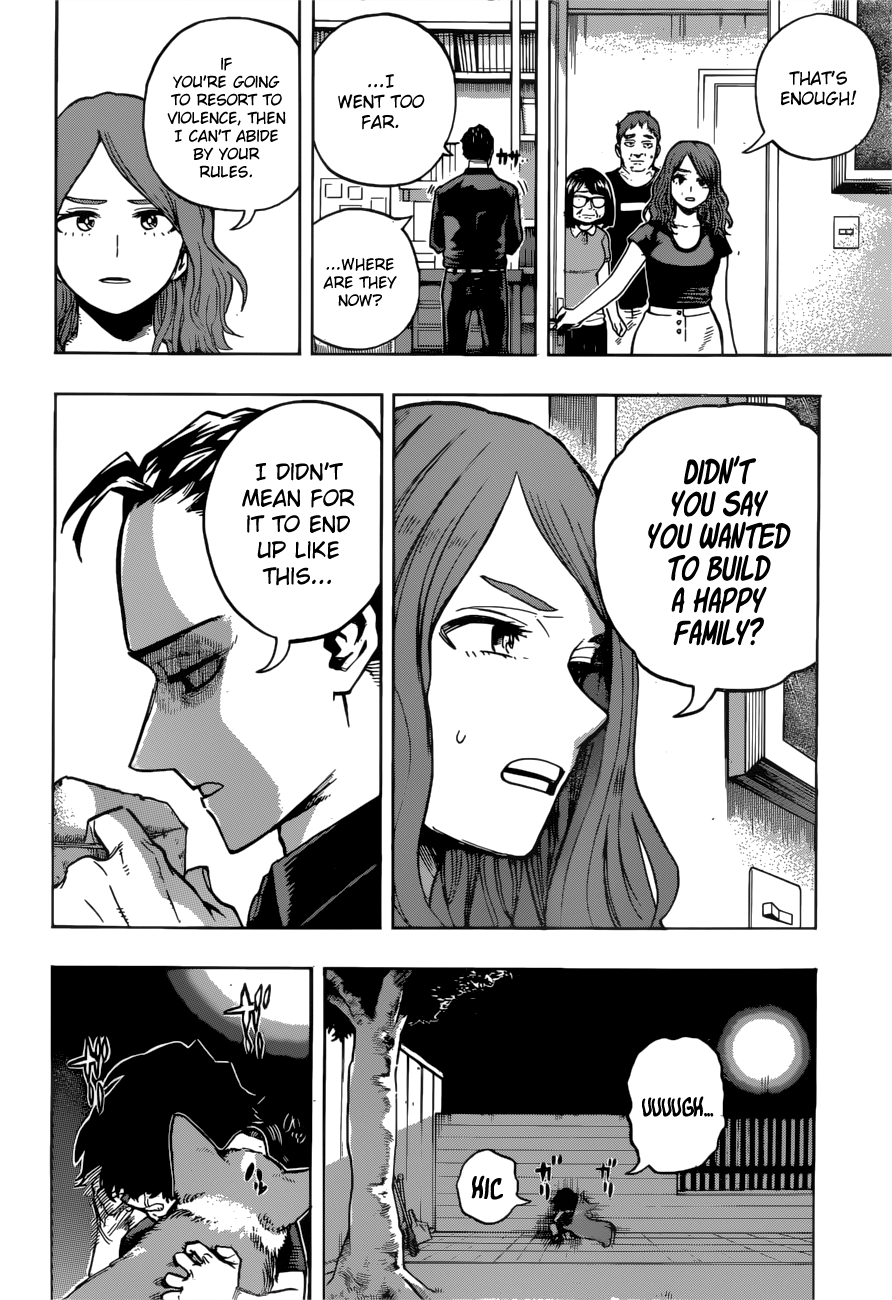 THAT'S
ENOUGH!
...I
WENT TOO
FAR.
...WHERE
ARE THEY
NOW?
IF
YOU'RE GOING
TO RESORT TO
VIOLENCE, THEN
I CAN'T ABIDE
BY YOUR
RULES.
DIDN'T
YOU SAY
YOU WANTED
TO BUILD
A HAPPY
FAMILY?
I DIDN'T
MEAN FOR
IT TO END
UP LIKE
THIS...
UUUUGH...
HIC